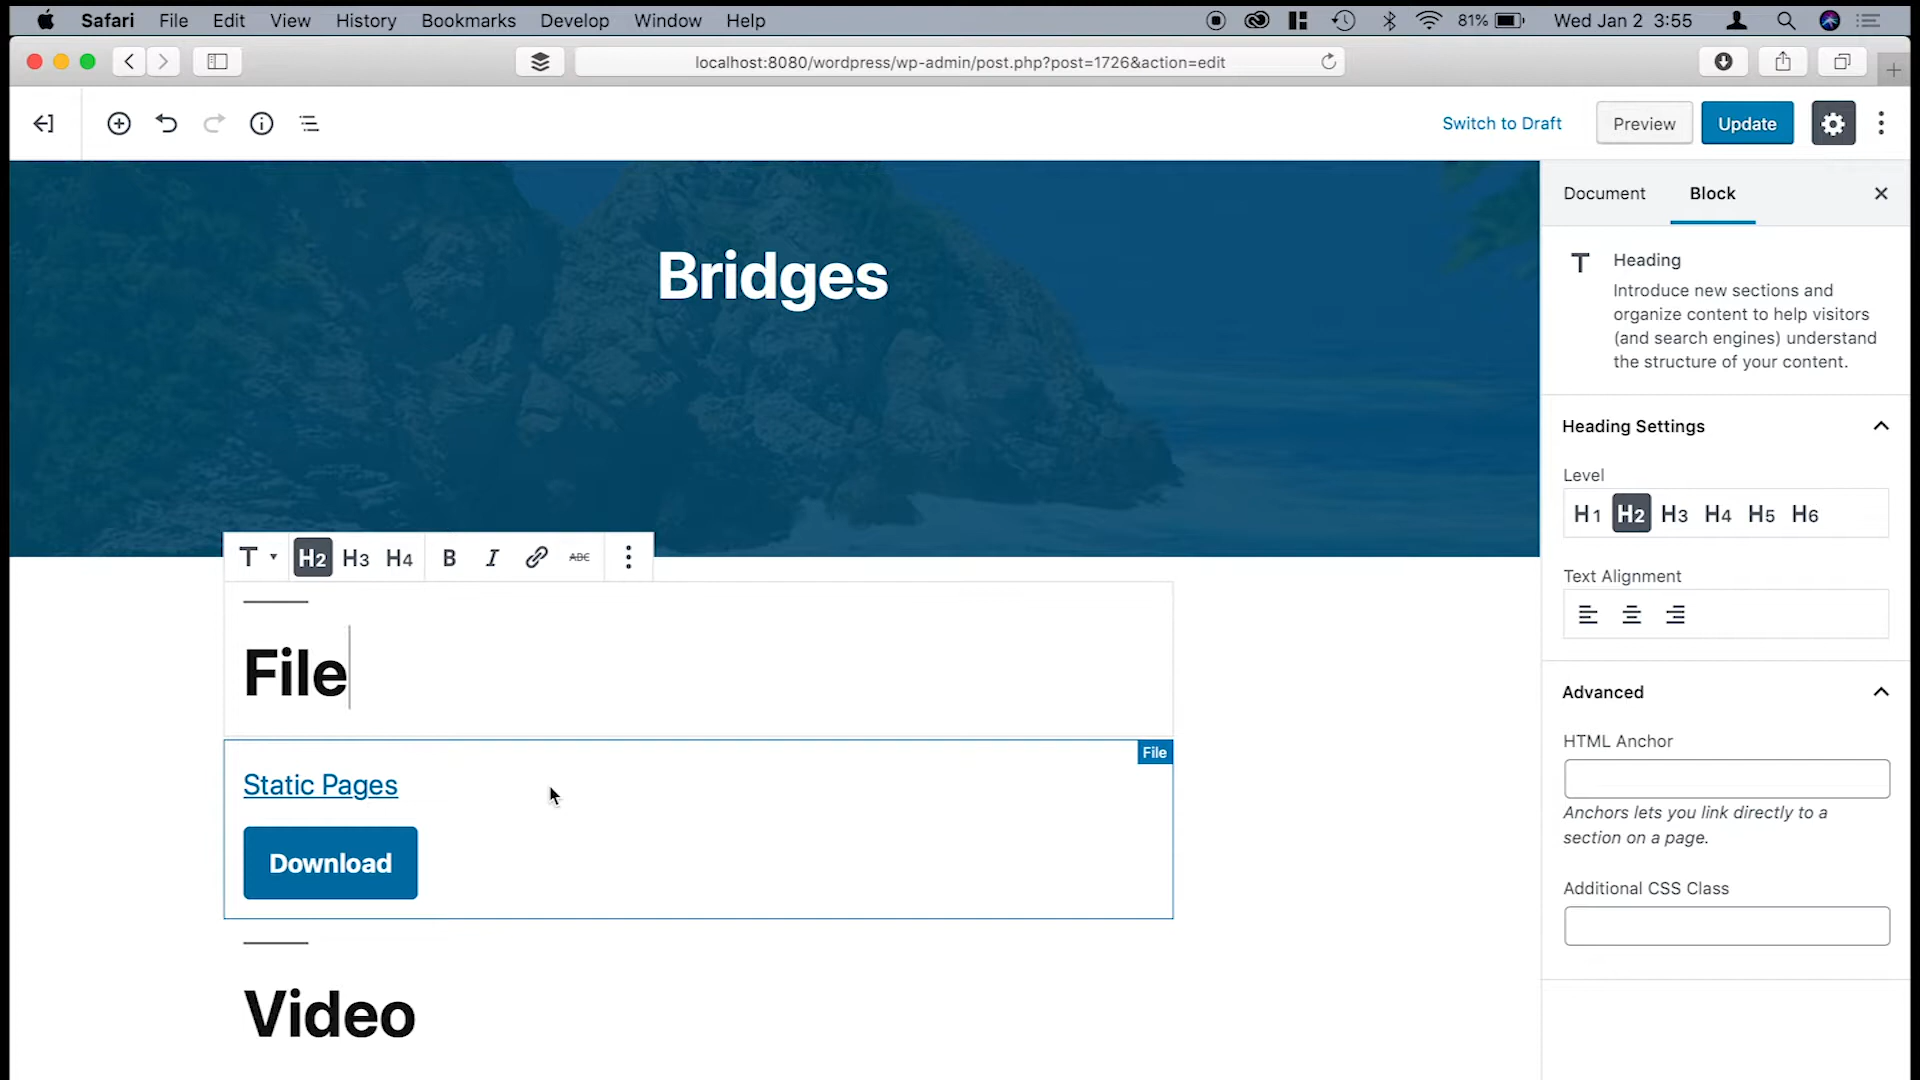 Safari File Edit View History Bookmarks Develop Window Help 81% Wed Jan 2 3:55
localhost:8080/wordpress/wp-admin/post.php?post=1726&action=edit
Switch to Draft Preview Update
Bridges
Document Block
Heading
Introduce new sections and
organize content to help visitors
(and search engines) understand
the structure of your content.
Heading Settings
Level
H1 H2 H3 H4 H5 H6
Text Alignment
T H2 H3 H4 B I ABC
File
File
Static Pages
Download
Video
Advanced
HTML Anchor
Anchors lets you link directly to a
section on a page.
Additional CSS Class